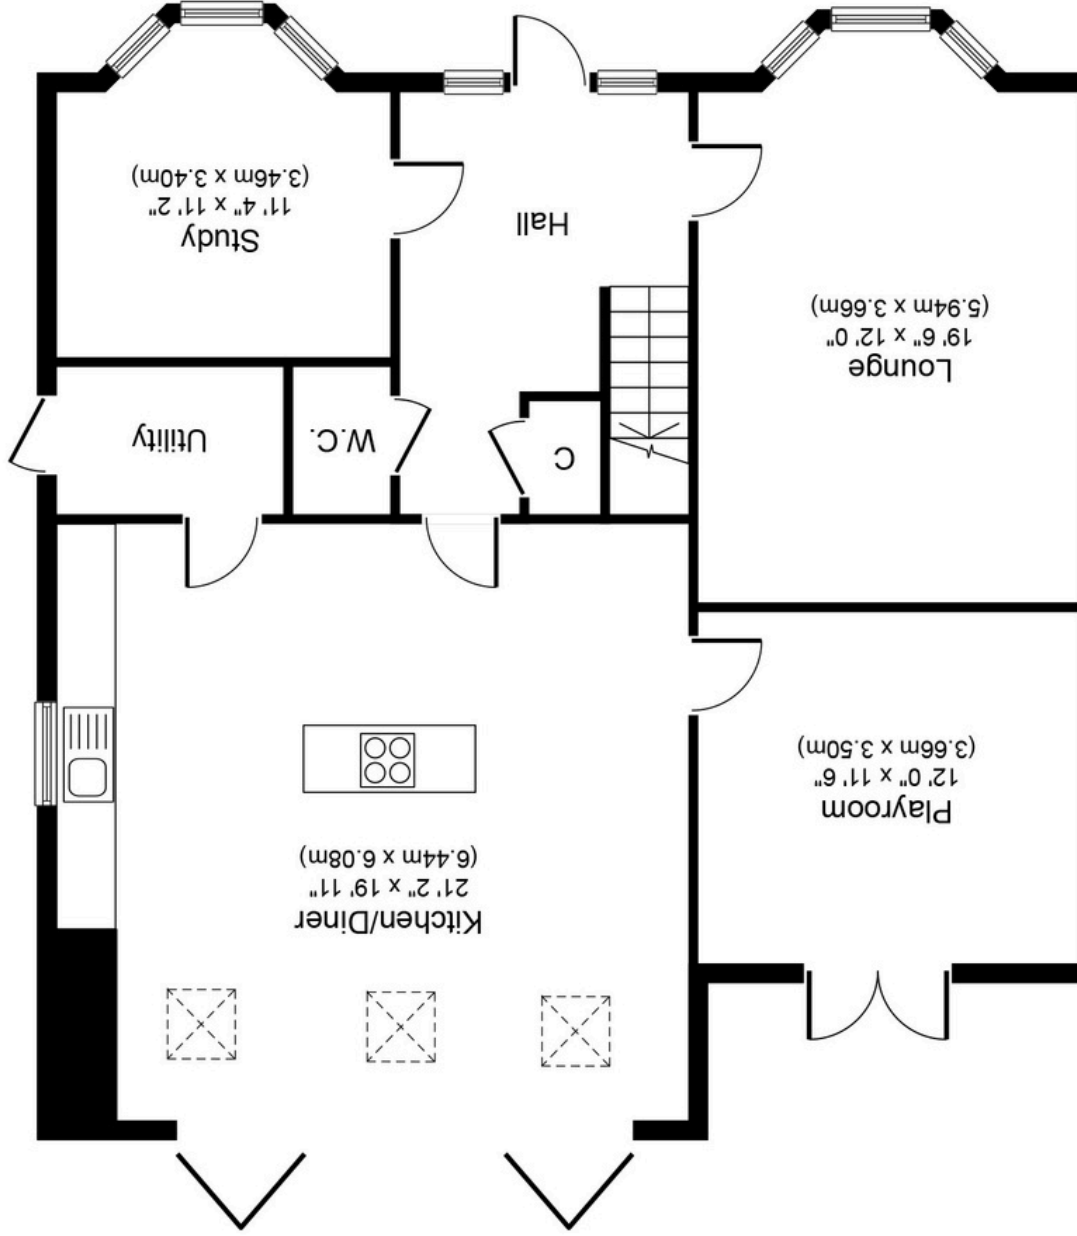 Kitchen/Diner
21' 2" x 19' 11"
(6.44m x 6.08m)
Playroom
12' 0" x 11' 6"
(3.66m x 3.50m)
C
W.C.
Utility
Lounge
19' 6" x 12' 0"
(5.94m x 3.66m)
Hall
Study
11' 4" x 11' 2"
(3.46m x 3.40m)